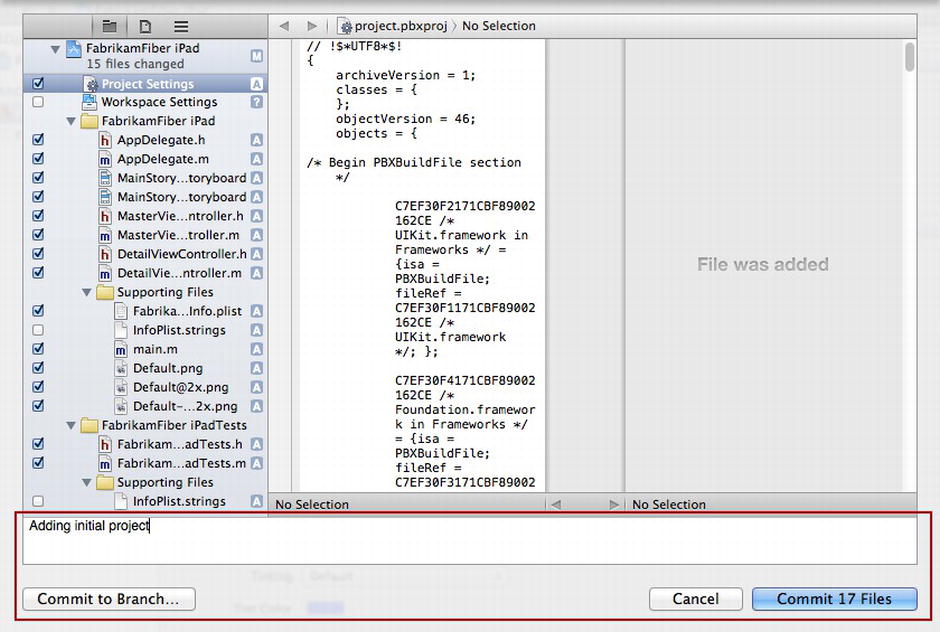 project.pbxproj 〉 No Selection
FabrikamFiber iPad
15 files changed
M
Project Settings A
Workspace Settings ?
FabrikamFiber iPad
AppDelegate.h A
AppDelegate.m A
MainStory...toryboard A
MainStory...toryboard A
MasterVie...ntroller.h A
MasterVie...troller.m A
DetailViewController.h A
DetailVie...ntroller.m A
Supporting Files
Fabrika...Info.plist A
InfoPlist.strings A
main.m A
Default.png A
Default@2x.png A
Default-...2x.png A
FabrikamFiber iPadTests
Fabrikam...adTests.h A
Fabrikam...adTests.m A
Supporting Files
InfoPlist.strings A
// !$*UTF8*$!
{
archiveVersion = 1;
classes = {
};
objectVersion = 46;
objects = {
/* Begin PBXBuildFile section
*/
C7EF30F2171CBF89002
162CE /*
UIKit.framework in
Frameworks */ =
{isa =
PBXBuildFile;
fileRef =
C7EF30F1171CBF89002
162CE /*
UIKit.framework
*/; };
C7EF30F4171CBF89002
162CE /*
Foundation.framewor
k in Frameworks */
= {isa =
PBXBuildFile;
fileRef =
C7EF30F3171CBF89002
File was added
No Selection
No Selection
Adding initial project
Tinting Default
Tint Color
Commit to Branch...
Cancel
Commit 17 Files